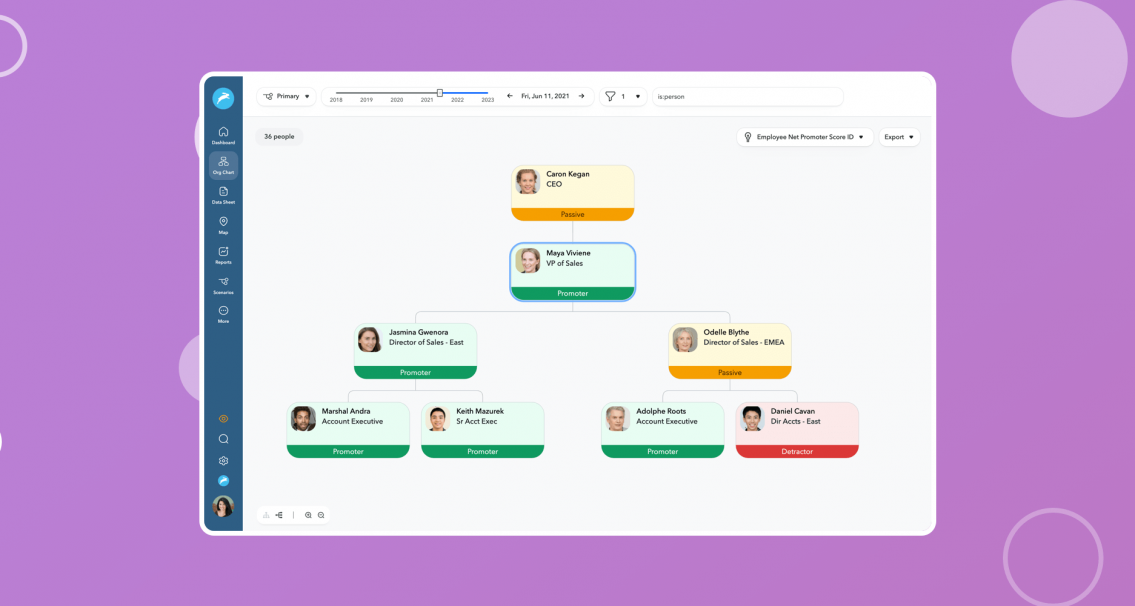 Primary
2018 2019 2020 2021 2022 2023
Fri, Jun 11, 2021
1
is:person
36 people
Employee Net Promoter Score ID
Export
Dashboard
Org Chart
Data Sheet
Map
Reports
Scenarios
More
Caron Kegan
CEO
Passive
Maya Viviene
VP of Sales
Promoter
Jasmina Gwenora
Director of Sales - East
Promoter
Odelle Blythe
Director of Sales - EMEA
Passive
Marshal Andra
Account Executive
Promoter
Keith Mazurek
Sr Acct Exec
Promoter
Adolphe Roots
Account Executive
Promoter
Daniel Cavan
Dir Accts - East
Detractor